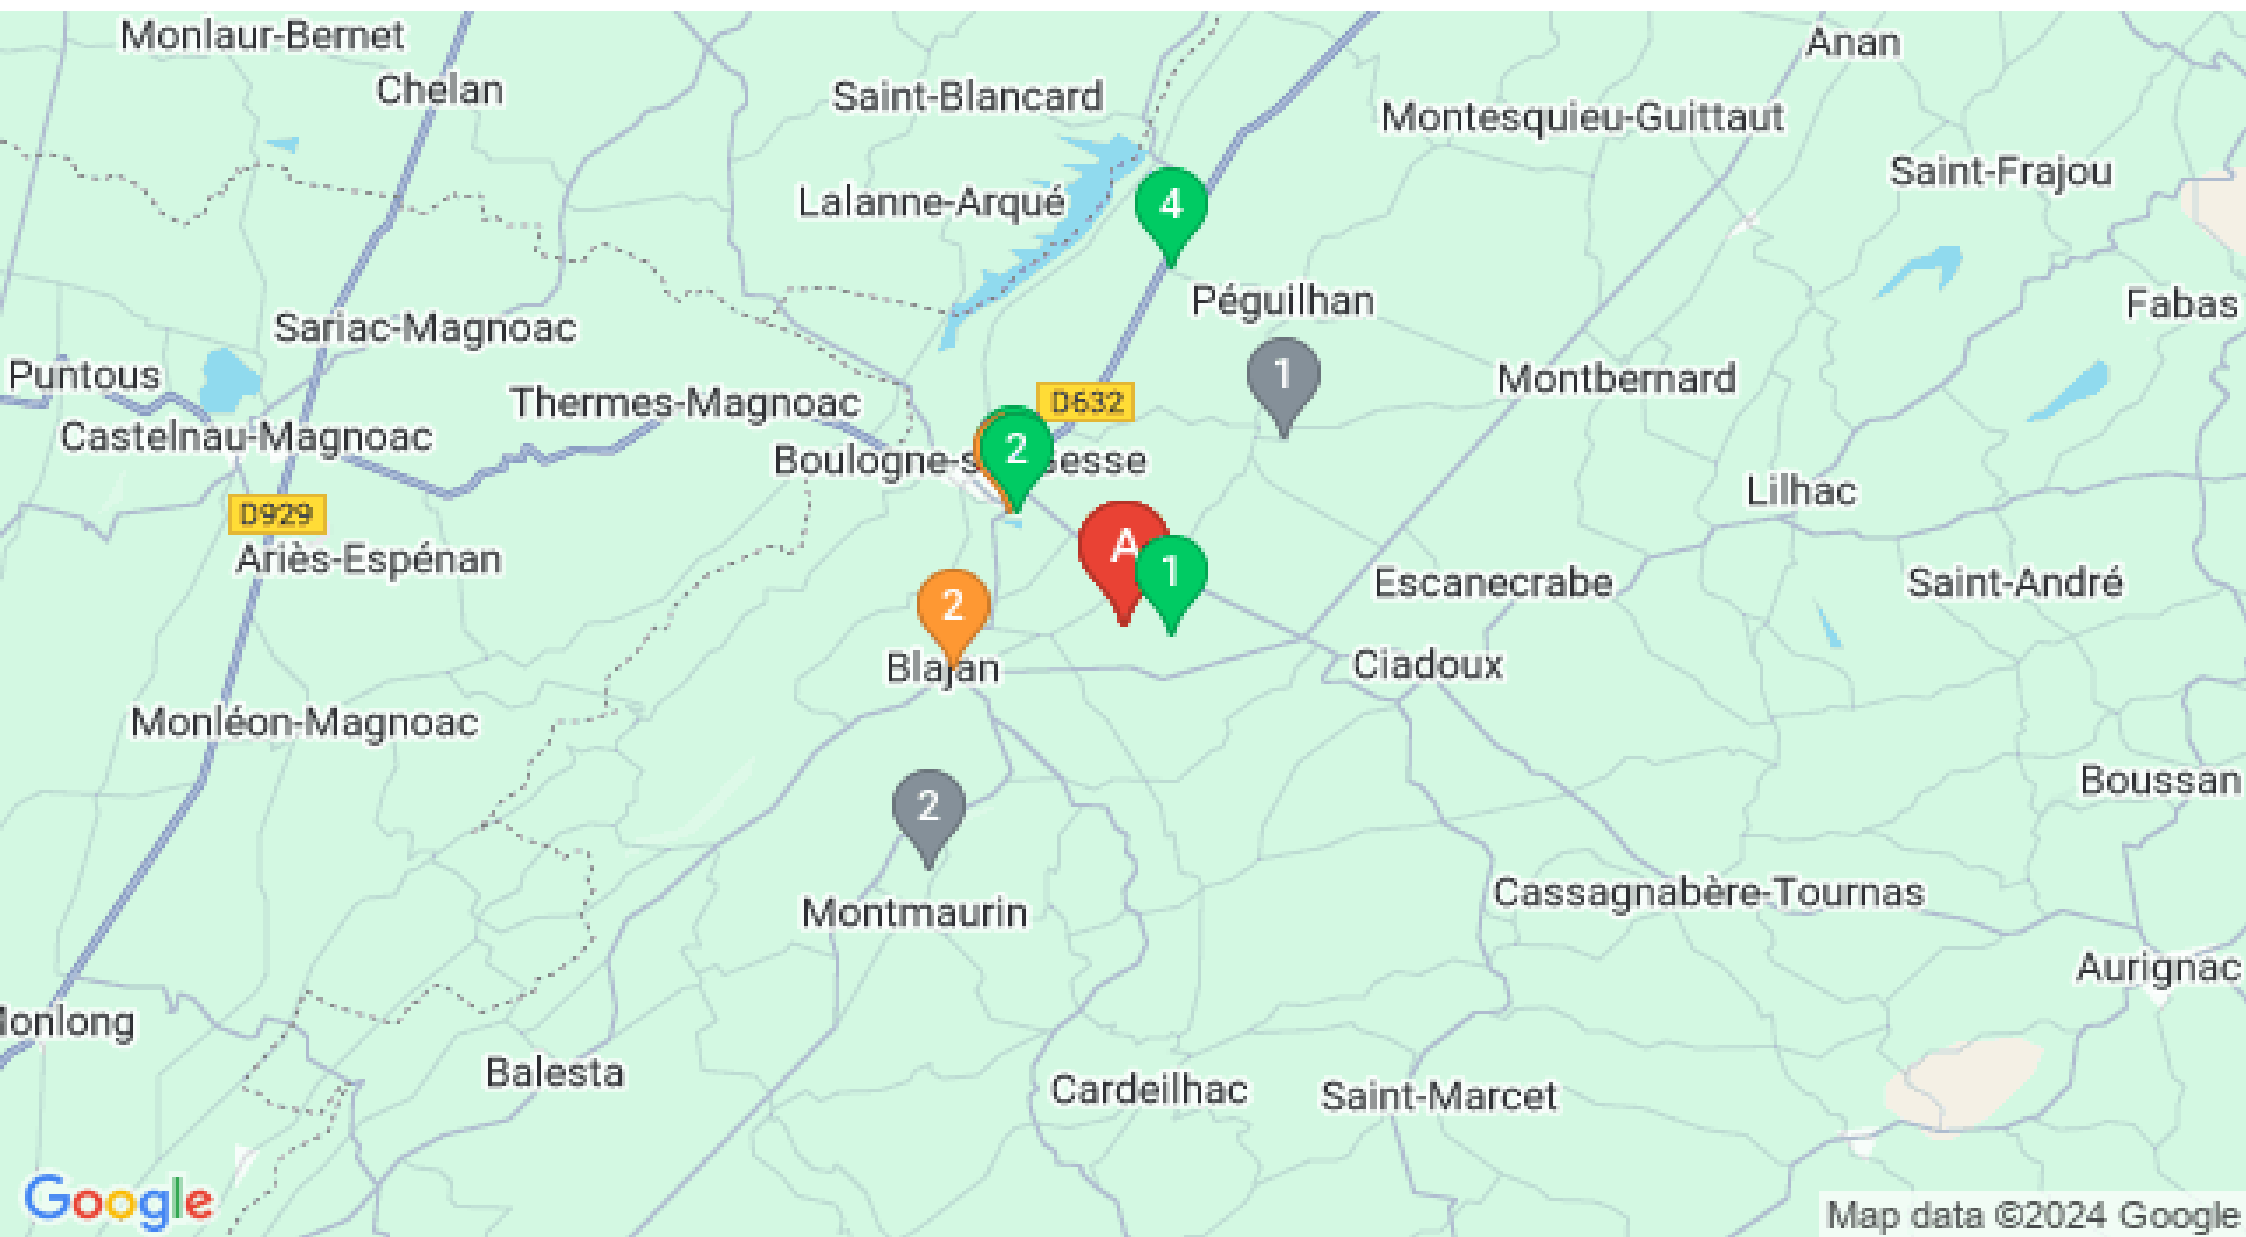 Monlaur-Bernet
Anan
Chélan
Saint-Blancard
Montesquieu-Guittaut
Saint-Frajou
Lalanne-Arqué
4
Péguilhan
Fabas
Sariac-Magnoac
Puntous
1
Montbernard
Thermes-Magnoac
D632
Castelnau-Magnoac
2
Boulogne-s
esse
Lilhac
D929
Ariès-Espénan
A
1
Escanecrabe
Saint-André
2
Blajan
Ciadoux
Monléon-Magnoac
Boussan
2
Montmaurin
Cassagnabère-Tournas
Aurignac
onlong
Balesta
Cardeilhac
Saint-Marcet
Google
Map data ©2024 Google